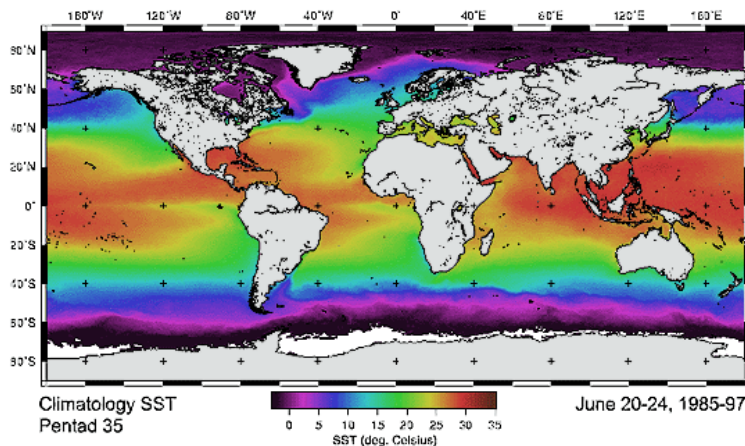 160°W 120°W 80°W 40°W 0° 40°E 80°E 120°E 160°E
80°N
60°N
40°N
20°N
0°
20°S
40°S
60°S
80°S
Climatology SST
Pentad 35
0 5 10 15 20 25 30 35
SST (deg. Celsius)
June 20-24, 1985-97